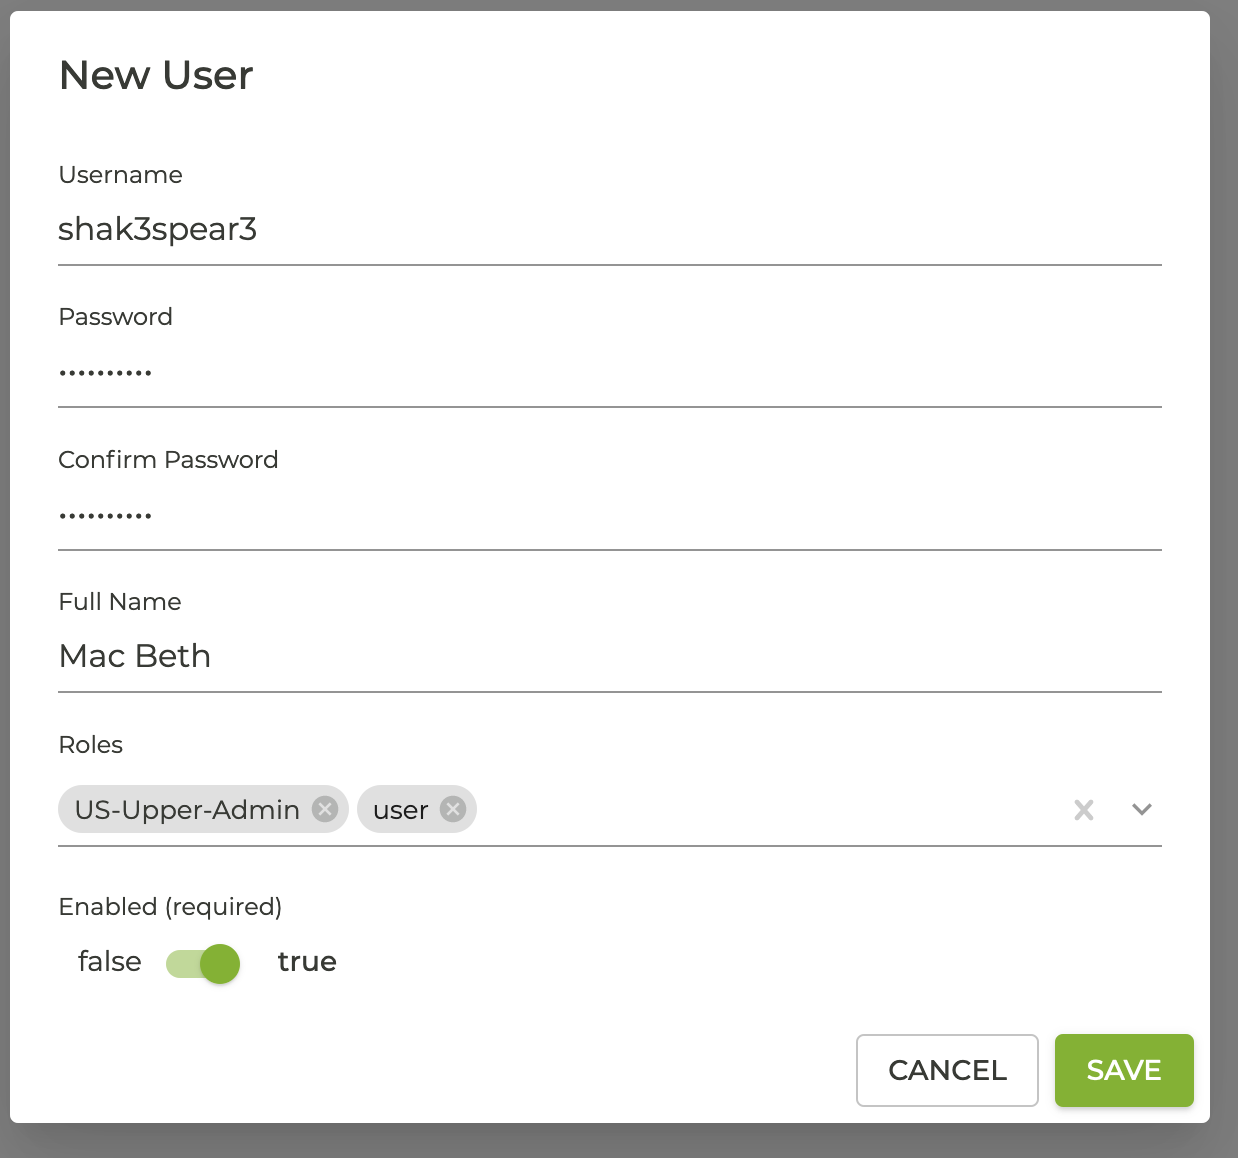 New User
Username
shak3spear3
Password
••••••••••
Confirm Password
••••••••••
Full Name
Mac Beth
Roles
US-Upper-Admin user
Enabled (required)
false true
CANCEL SAVE